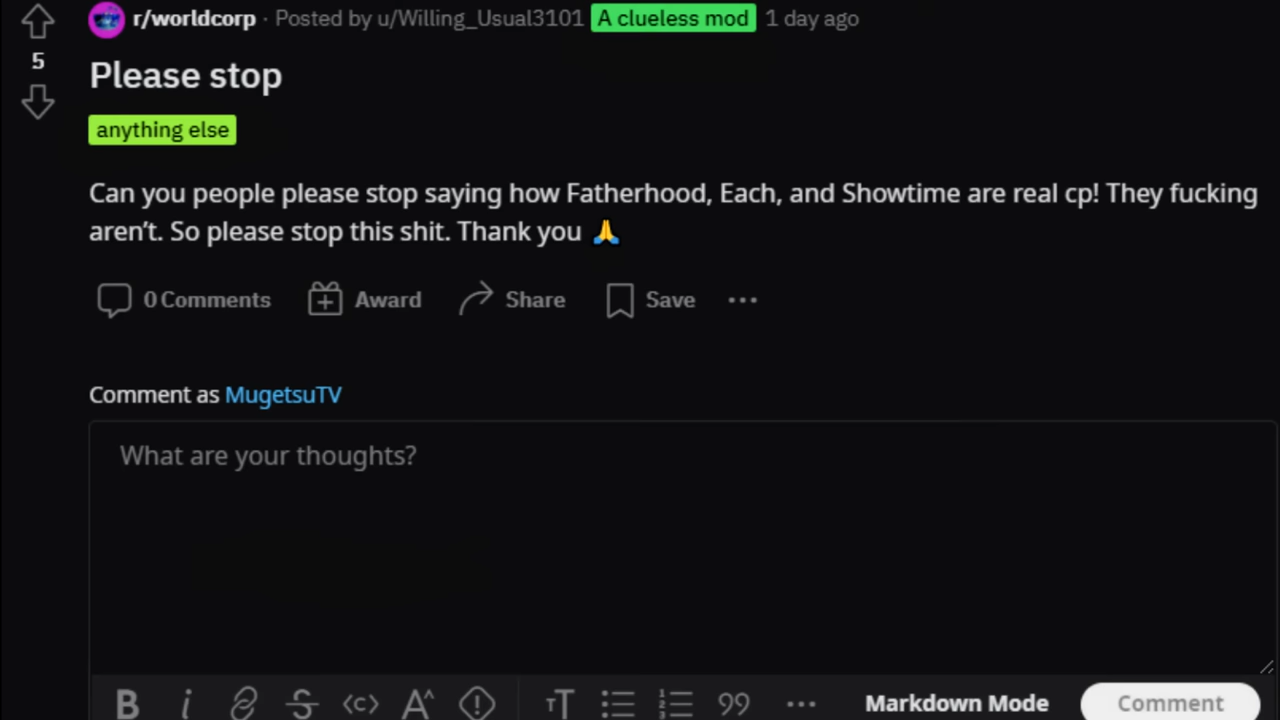 r/worldcorp · Posted by u/Willing_Usual3101 A clueless mod 1 day ago
5
Please stop
anything else
Can you people please stop saying how Fatherhood, Each, and Showtime are real cp! They fucking
aren't. So please stop this shit. Thank you 🙏
0 Comments Award Share Save ...
Comment as MugetsuTV
What are your thoughts?
Markdown Mode Comment